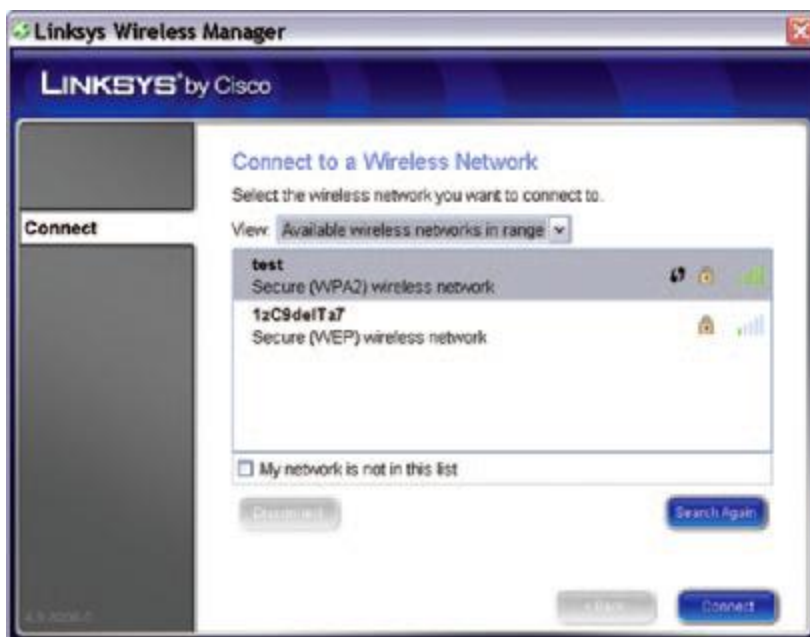 Linksys Wireless Manager
LINKSYS® by Cisco
Connect to a Wireless Network
Select the wireless network you want to connect to.
Connect
View: Available wireless networks in range
test
Secure (WPA2) wireless network
1zC9delTa7
Secure (WEP) wireless network
My network is not in this list
Disconnect
Search Again
< Back
Connect